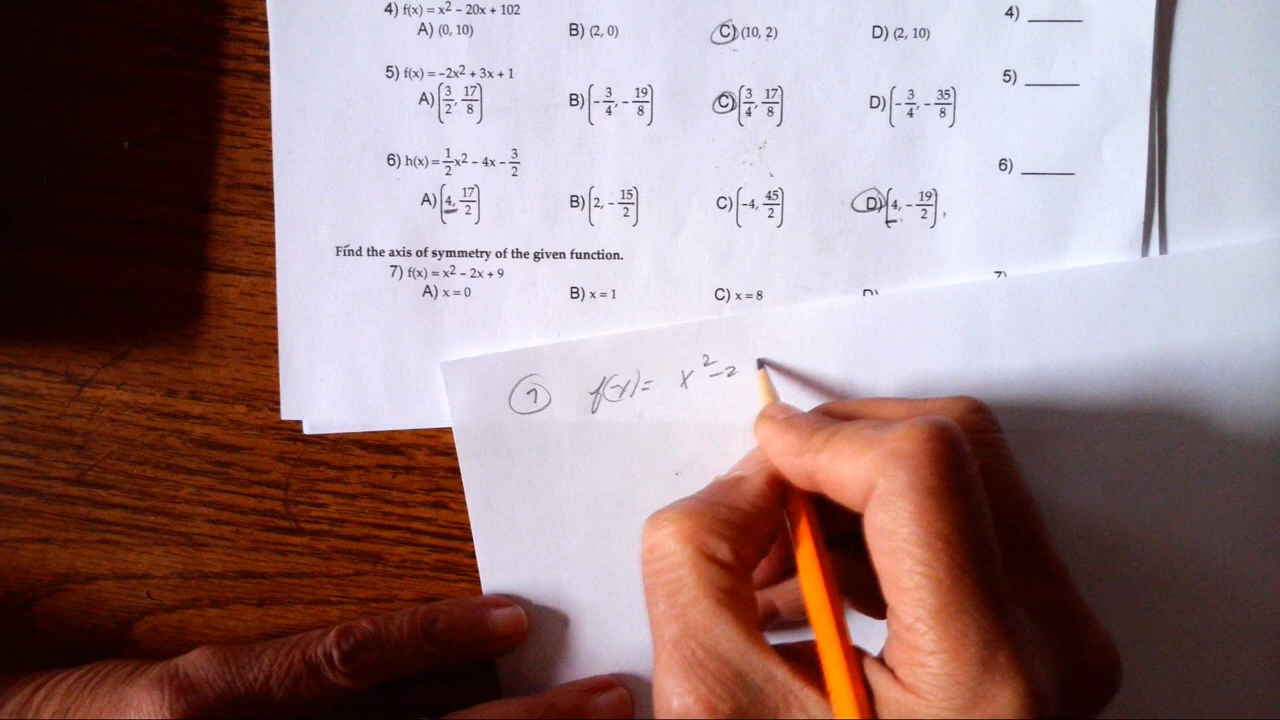 4) f(x) = x² - 20x + 102 4) ______
A) (0, 10) B) (2, 0) C) (10, 2) D) (2, 10)
5) f(x) = -2x² + 3x + 1 5) ______
A) (3/2, 17/8) B) (-3/4, -19/8) C) (3/4, 17/8) D) (-3/4, -35/8)
6) h(x) = 1/2x² - 4x - 3/2 6) ______
A) (4, 17/2) B) (2, -15/2) C) (-4, 45/2) D) (4, -19/2)
Find the axis of symmetry of the given function.
7) f(x) = x² - 2x + 9
A) x = 0 B) x = 1 C) x = 8
7 f(x) = x² - 2